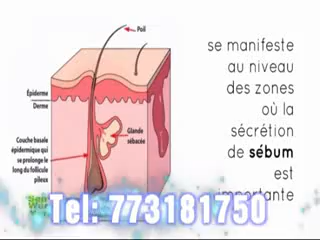 Poil
Épiderme
Derme
Couche basale
épidermique qui
se prolonge le
long du follicule
pileux
Glande
sébacée
se manifeste
au niveau
des zones
où la
sécrétion
de sébum
est
importante
Tel: 773181750